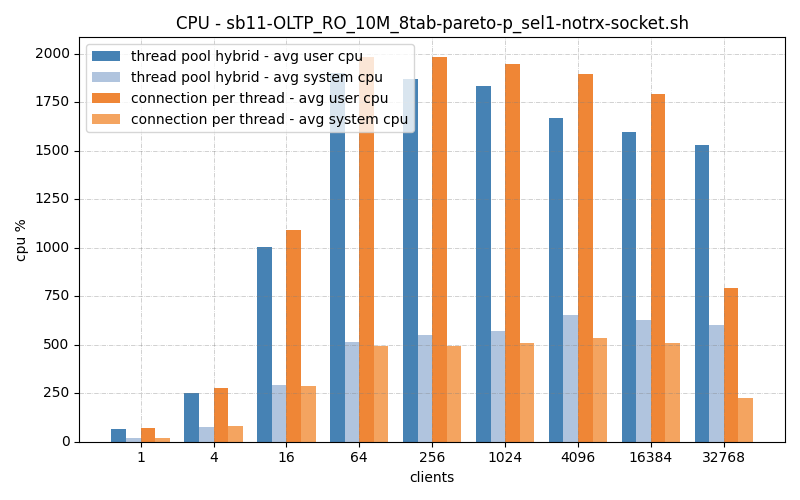 CPU - sb11-OLTP_RO_10M_8tab-pareto-p_sel1-notrx-socket.sh
thread pool hybrid - avg user cpu
thread pool hybrid - avg system cpu
connection per thread - avg user cpu
connection per thread - avg system cpu
cpu %
2000
1750
1500
1250
1000
750
500
250
0
1 4 16 64 256 1024 4096 16384 32768
clients